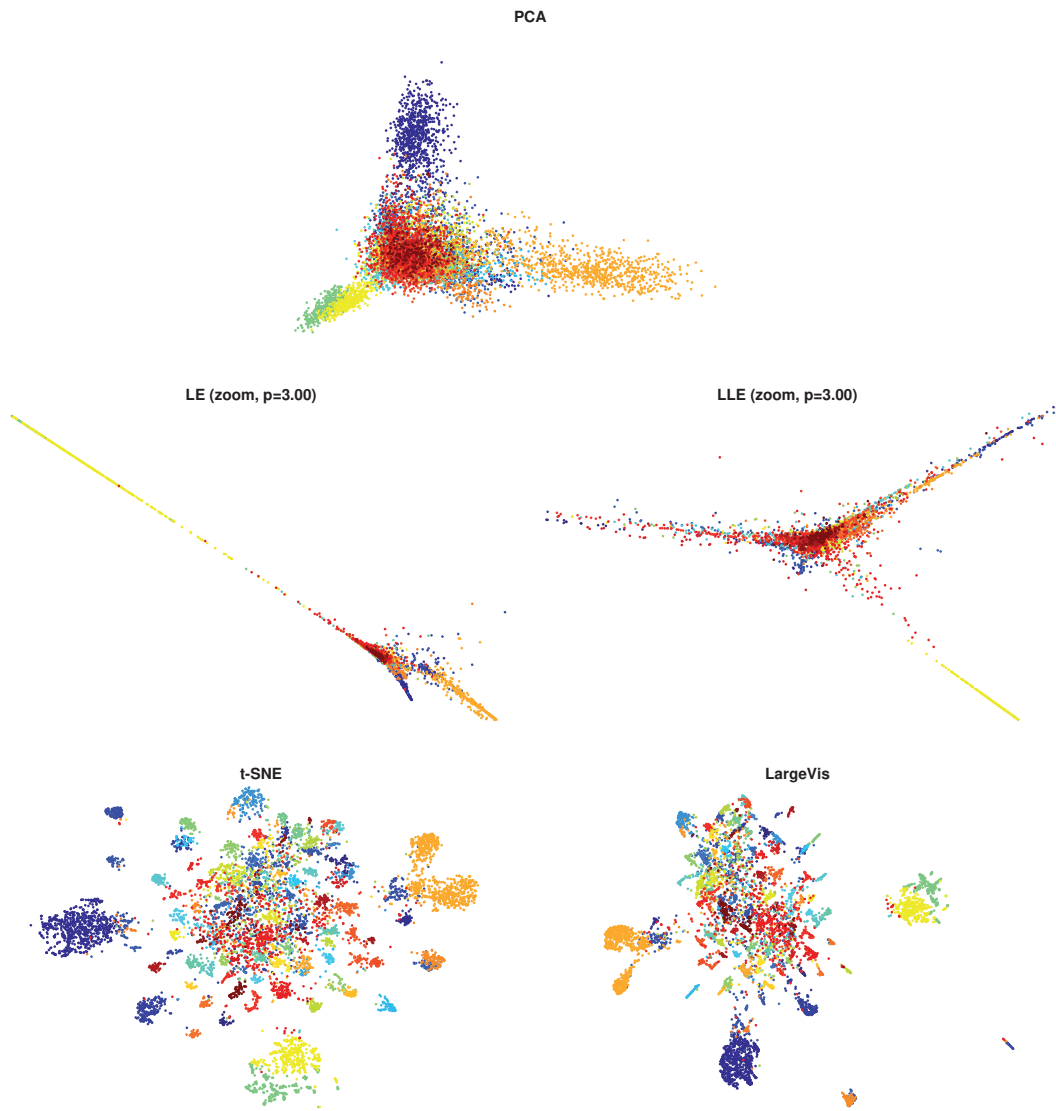 PCA
LE (zoom, p=3.00)
LLE (zoom, p=3.00)
t-SNE
LargeVis